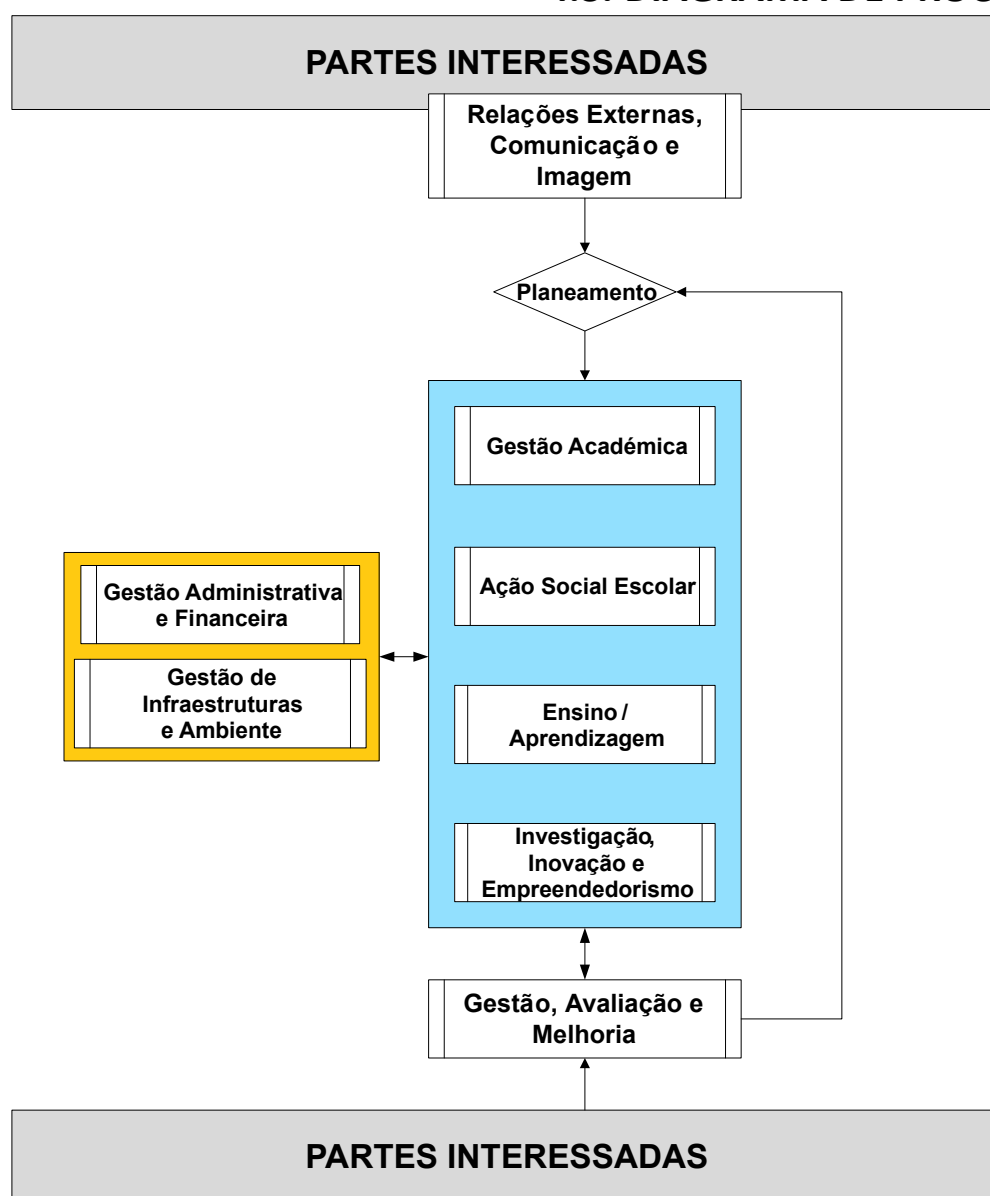 PARTES INTERESSADAS
Relações Externas,
Comunicação e
Imagem
Planeamento
Gestão Académica
Ação Social Escolar
Gestão Administrativa
e Financeira
Gestão de
Infraestruturas
e Ambiente
Ensino /
Aprendizagem
Investigação,
Inovação e
Empreendedorismo
Gestão, Avaliação e
Melhoria
PARTES INTERESSADAS